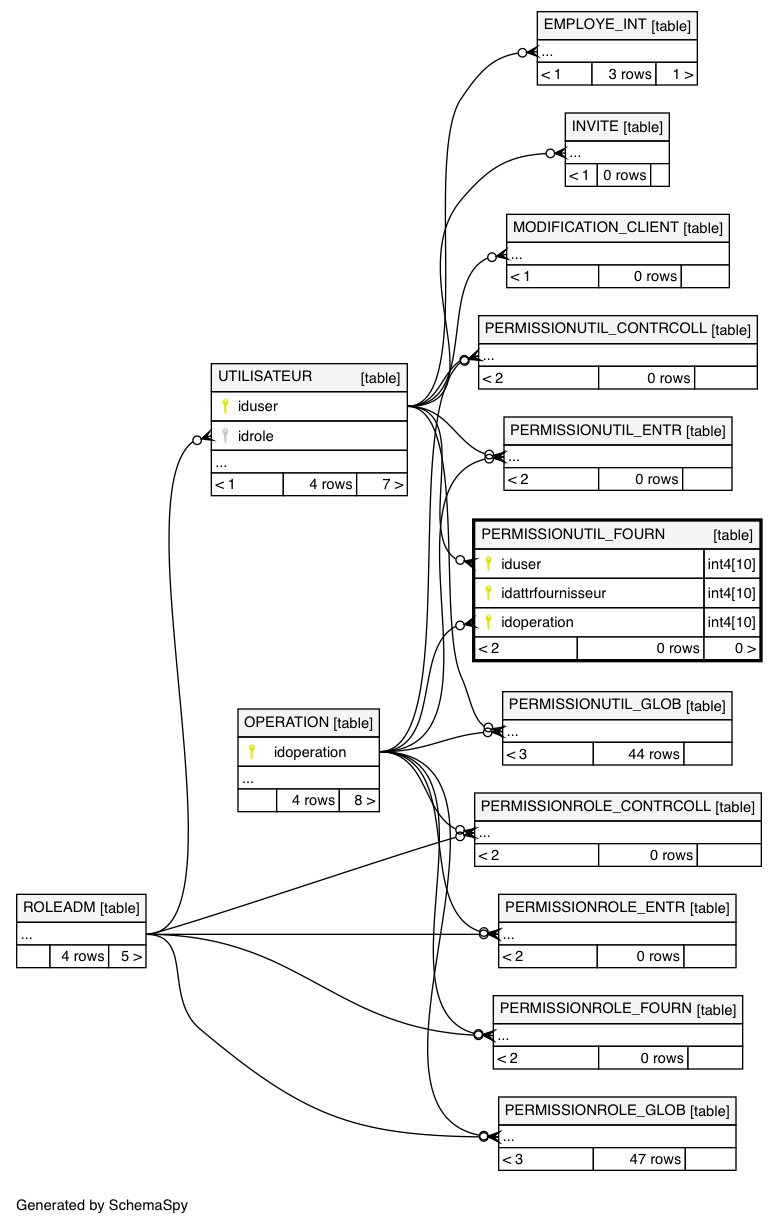 EMPLOYE_INT [table]
...
< 1 3 rows 1 >
INVITE [table]
...
< 1 0 rows
MODIFICATION_CLIENT [table]
...
< 1 0 rows
PERMISSIONUTIL_CONTRCOLL [table]
...
< 2 0 rows
UTILISATEUR [table]
iduser
idrole
...
< 1 4 rows 7 >
PERMISSIONUTIL_ENTR [table]
...
< 2 0 rows
PERMISSIONUTIL_FOURN [table]
iduser int4[10]
idattrfournisseur int4[10]
idoperation int4[10]
< 2 0 rows 0 >
PERMISSIONUTIL_GLOB [table]
...
< 3 44 rows
OPERATION [table]
idoperation
...
4 rows 8 >
PERMISSIONROLE_CONTRCOLL [table]
...
< 2 0 rows
ROLEADM [table]
...
4 rows 5 >
PERMISSIONROLE_ENTR [table]
...
< 2 0 rows
PERMISSIONROLE_FOURN [table]
...
< 2 0 rows
PERMISSIONROLE_GLOB [table]
...
< 3 47 rows
Generated by SchemaSpy